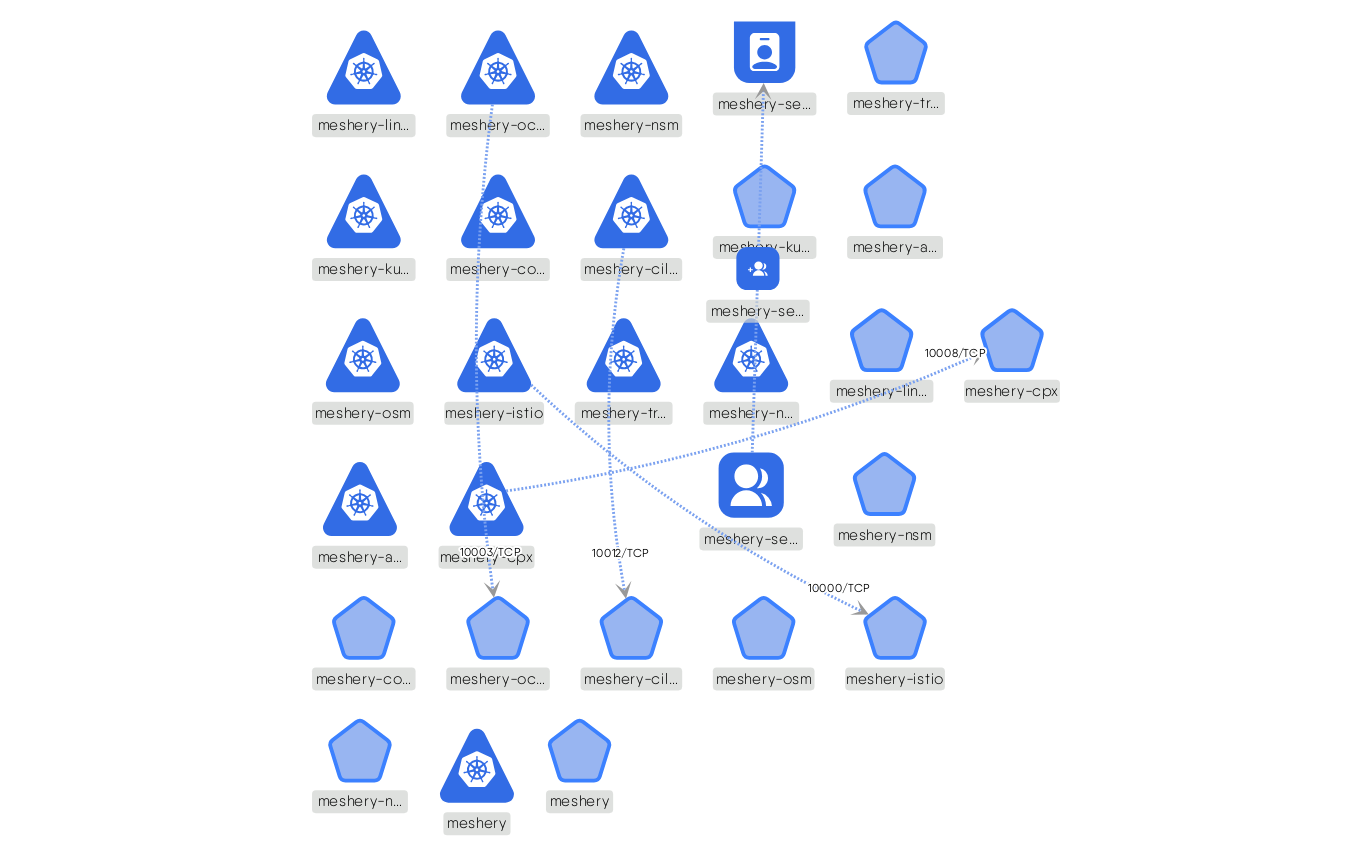 meshery-lin...
meshery-oc...
meshery-nsm
meshery-se...
meshery-tr...
meshery-ku...
meshery-co...
meshery-cil...
meshery-ku...
meshery-a...
meshery-se...
10008/TCP
meshery-osm
meshery-istio
meshery-tr...
meshery-n...
meshery-lin...
meshery-cpx
meshery-a...
meshery-cpx
10003/TCP
10012/TCP
meshery-se...
meshery-nsm
10000/TCP
meshery-co...
meshery-oc...
meshery-cil...
meshery-osm
meshery-istio
meshery-n...
meshery
meshery